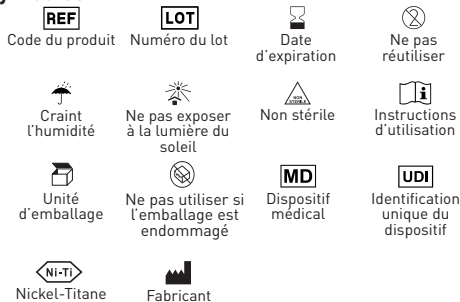 REF LOT
Code du produit Numéro du lot Date d'expiration Ne pas réutiliser
NON STERILE
Craint l'humidité Ne pas exposer à la lumière du soleil Non stérile Instructions d'utilisation
MD UDI
Unité d'emballage Ne pas utiliser si l'emballage est endommagé Dispositif médical Identification unique du dispositif
Ni-Ti
Nickel-Titane Fabricant